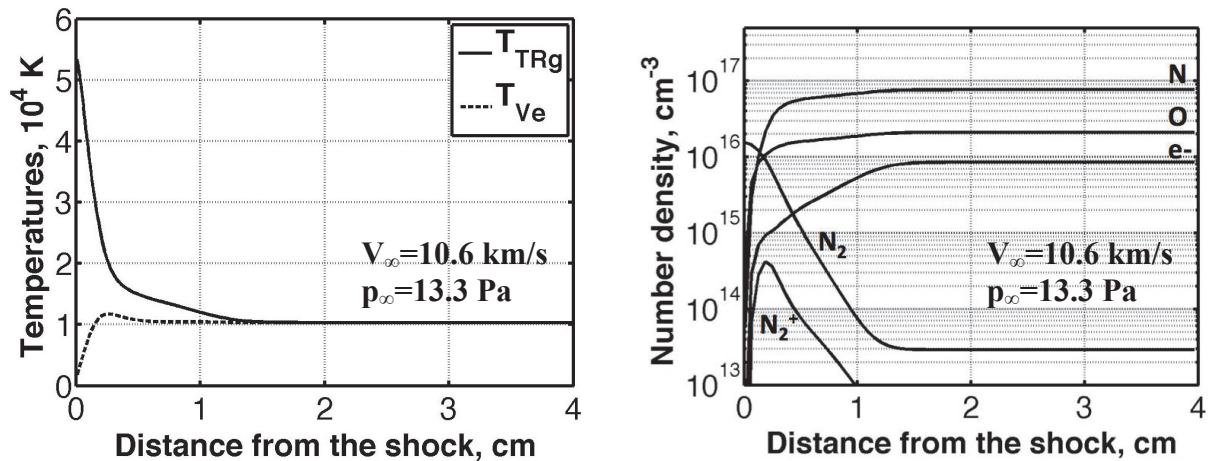 6
5
4
3
2
1
0
0
1
2
3
4
Temperatures, 10⁴ K
Distance from the shock, cm
T_TRg
T_Ve
V∞=10.6 km/s
p∞=13.3 Pa
10¹⁷
10¹⁶
10¹⁵
10¹⁴
10¹³
0
1
2
3
4
Number density, cm⁻³
Distance from the shock, cm
N
O
e-
N₂
N₂⁺
V∞=10.6 km/s
p∞=13.3 Pa